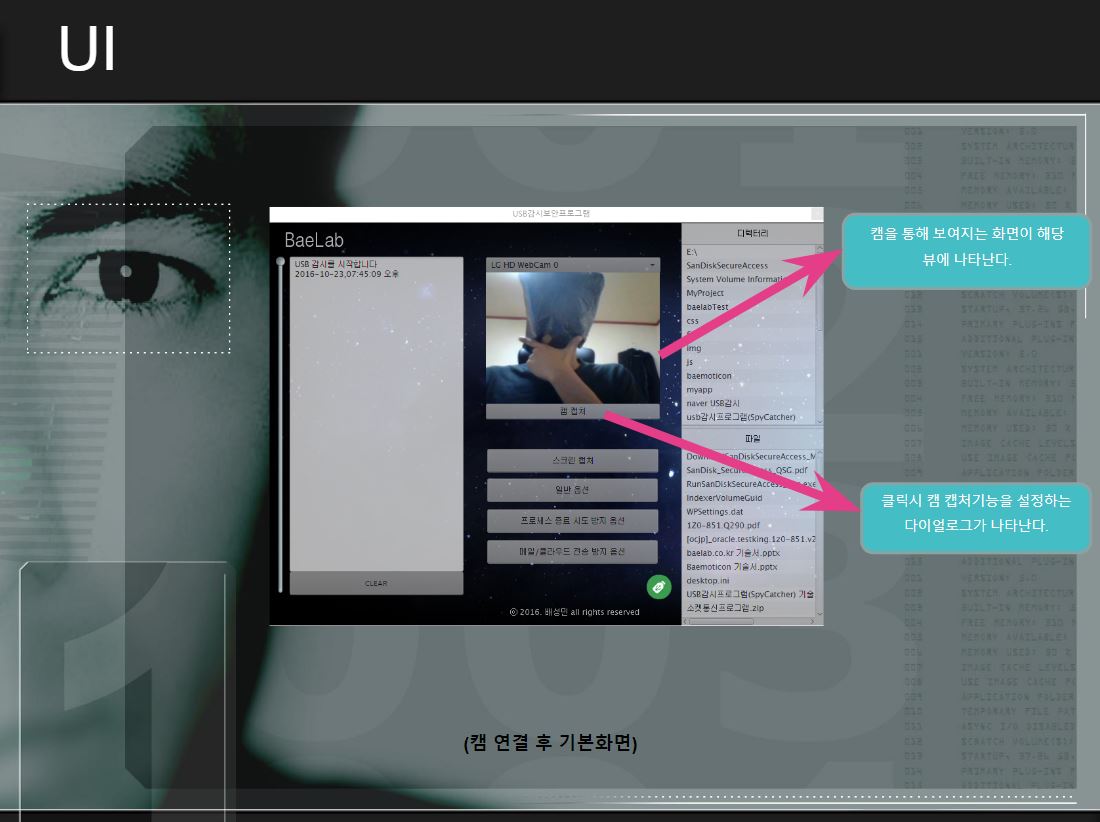 UI
USB감시보안프로그램
BaeLab
USB 감시를 시작합니다
2016-10-23,07:45:09 오후
CLEAR
LG HD WebCam 0
캠 캡처
스크린 캡처
일반 옵션
프로세스 종료 시도 방지 옵션
메일/클라우드 전송 방지 옵션
ⓒ 2016. 배성민 all rights reserved
디렉터리
E:\
SanDiskSecureAccess
System Volume Informati
MyProject
baelabTest
css
img
js
baemoticon
myapp
naver USB감시
usb감시프로그램(SpyCatcher)
파일
SanDisk_Sec Access_QSG.pdf
RunSanDiskSecureAccess .exe
IndexerVolumeGuid
WPSettings.dat
1Z0-851.Q290.pdf
[ocjp]_oracle.testking.1z0-851.v2
baelab.co.kr 기술서.pptx
Baemoticon 기술서.pptx
desktop.ini
USB감시프로그램(SpyCatcher) 기술
소켓통신프로그램.zip
캠을 통해 보여지는 화면이 해당
뷰에 나타난다.
클릭시 캠 캡처기능을 설정하는
다이얼로그가 나타난다.
(캠 연결 후 기본화면)